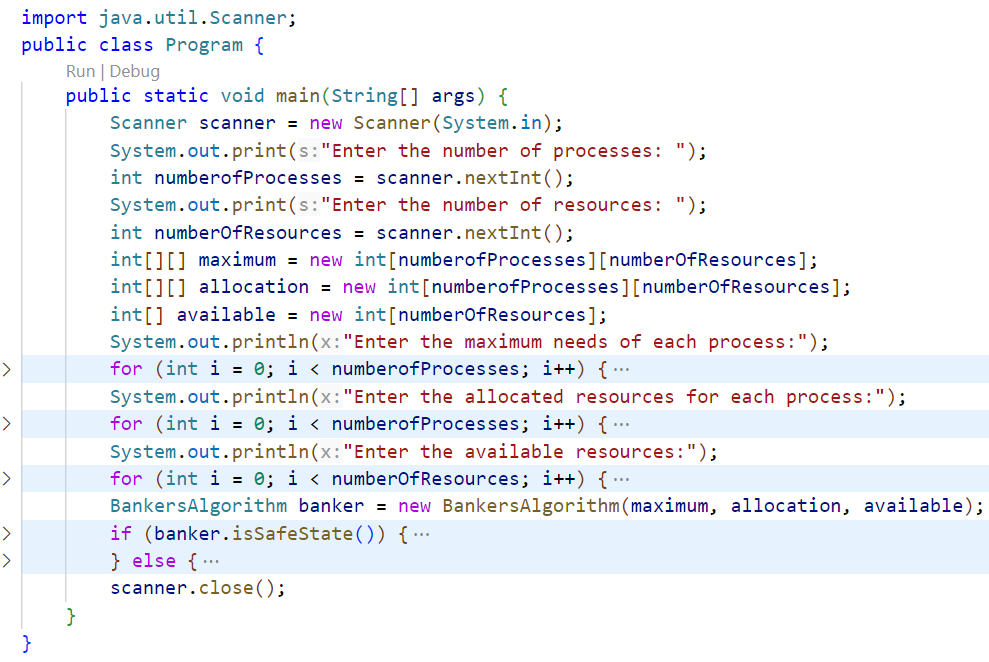 import java.util.Scanner;
public class Program {
Run | Debug
public static void main(String[] args) {
Scanner scanner = new Scanner(System.in);
System.out.print(s:"Enter the number of processes: ");
int numberofProcesses = scanner.nextInt();
System.out.print(s:"Enter the number of resources: ");
int numberOfResources = scanner.nextInt();
int[][] maximum = new int[numberofProcesses][numberOfResources];
int[][] allocation = new int[numberofProcesses][numberOfResources];
int[] available = new int[numberOfResources];
System.out.println(x:"Enter the maximum needs of each process:");
for (int i = 0; i < numberofProcesses; i++) {⋯
System.out.println(x:"Enter the allocated resources for each process:");
for (int i = 0; i < numberofProcesses; i++) {⋯
System.out.println(x:"Enter the available resources:");
for (int i = 0; i < numberOfResources; i++) {⋯
BankersAlgorithm banker = new BankersAlgorithm(maximum, allocation, available);
if (banker.isSafeState()) {⋯
} else {⋯
scanner.close();
}
}